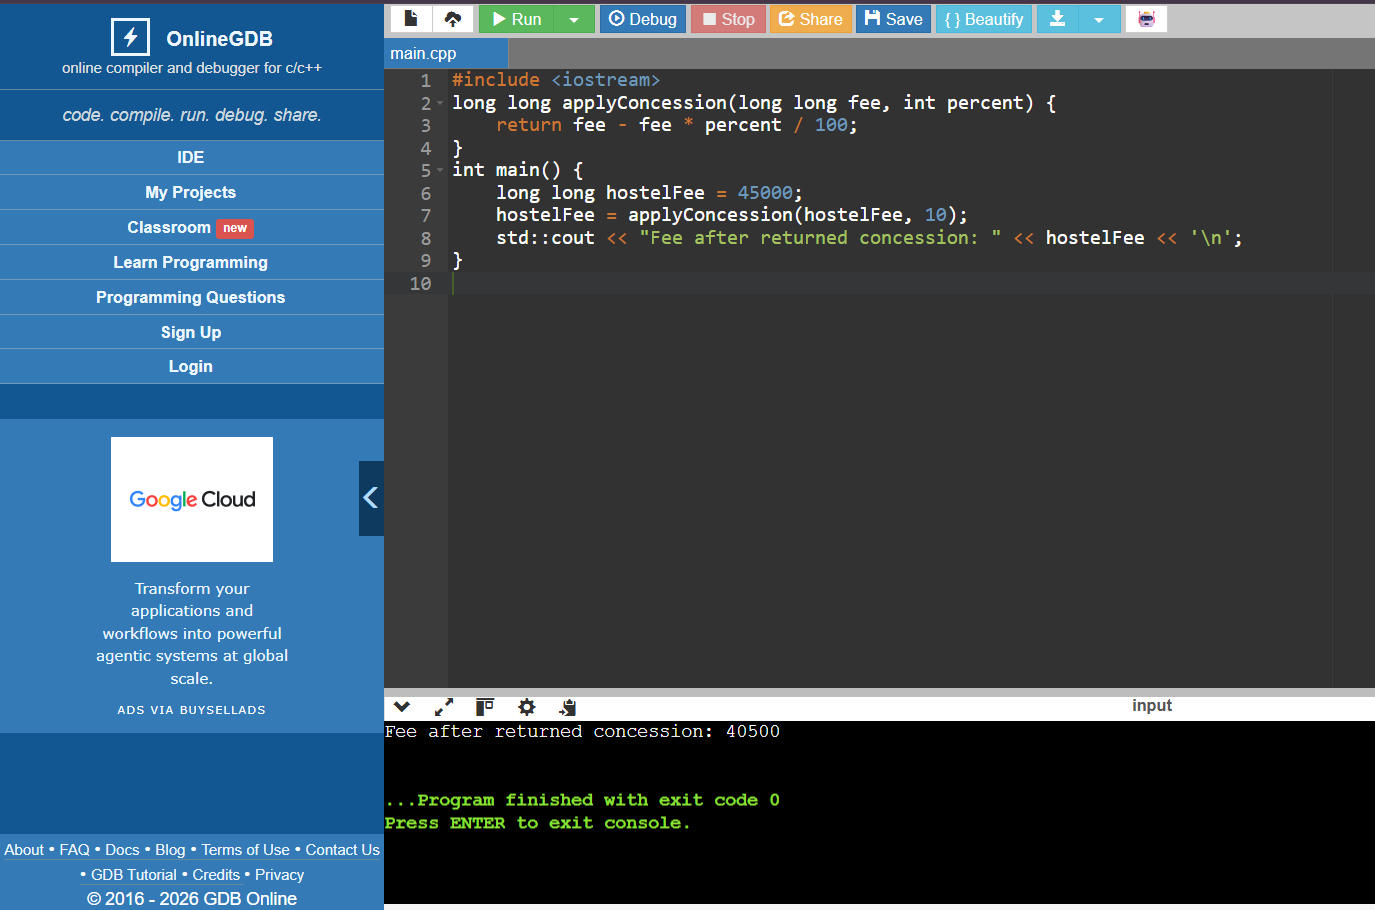 OnlineGDB
online compiler and debugger for c/c++
code. compile. run. debug. share.
IDE
My Projects
Classroom new
Learn Programming
Programming Questions
Sign Up
Login
Google Cloud
Transform your
applications and
workflows into powerful
agentic systems at global
scale.
ADS VIA BUYSELLADS
About • FAQ • Docs • Blog • Terms of Use • Contact Us
• GDB Tutorial • Credits • Privacy
© 2016 - 2026 GDB Online
Run Debug Stop Share Save { } Beautify
main.cpp
1 #include <iostream>
2 long long applyConcession(long long fee, int percent) {
3     return fee - fee * percent / 100;
4 }
5 int main() {
6     long long hostelFee = 45000;
7     hostelFee = applyConcession(hostelFee, 10);
8     std::cout << "Fee after returned concession: " << hostelFee << '\n';
9 }
10
input
Fee after returned concession: 40500
...Program finished with exit code 0
Press ENTER to exit console.